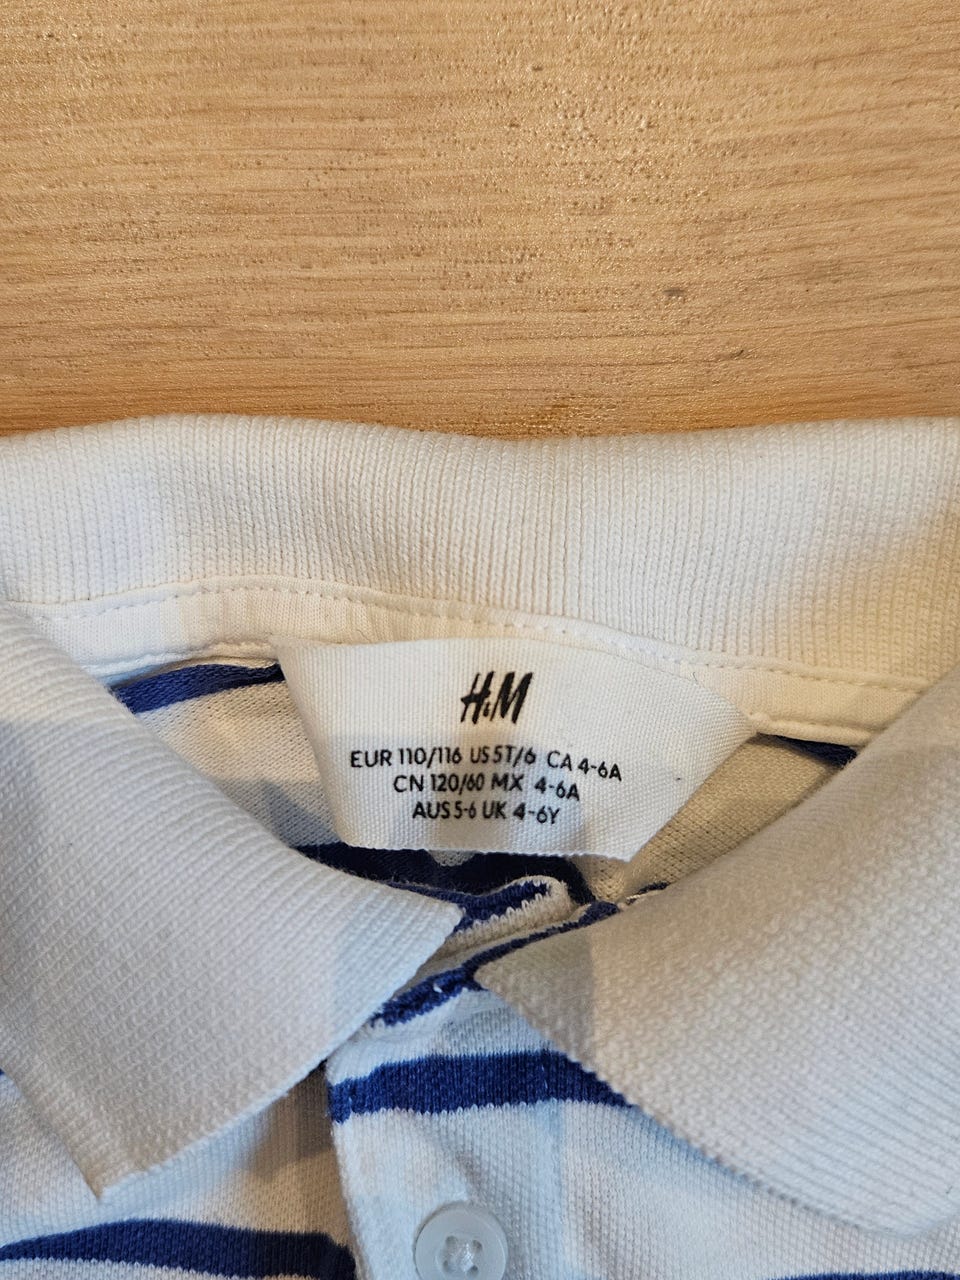 H&M
EUR 110/116 US 5T/6 CA 4-6A
CN 120/60 MX 4-6A
AUS 5-6 UK 4-6Y